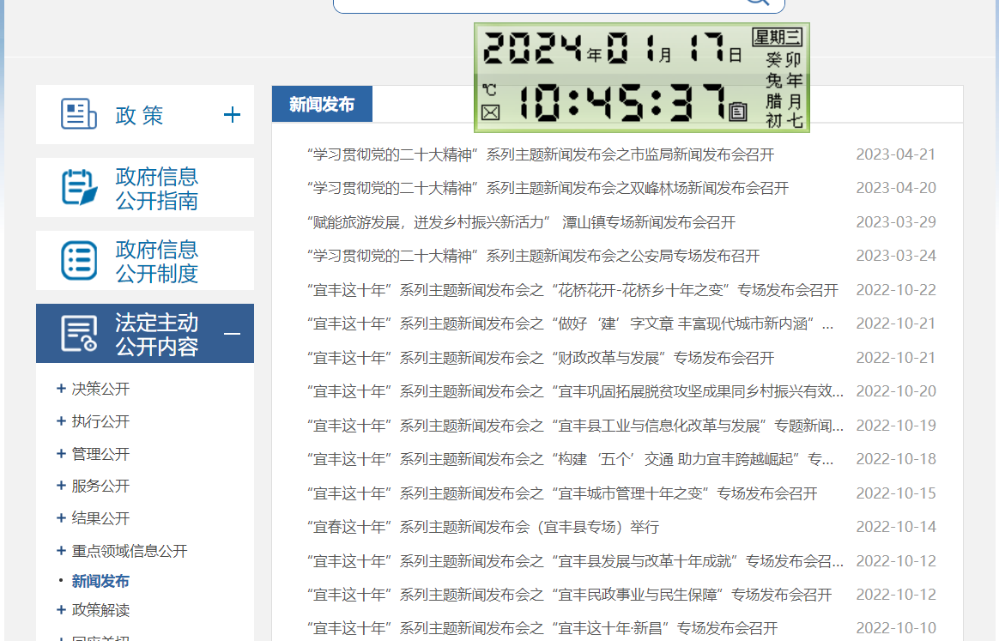 2024年01月17日 星期三
癸卯
兔年
腊月
初七
℃
10:45:37
政 策
政府信息
公开指南
政府信息
公开制度
法定主动
公开内容
决策公开
执行公开
管理公开
服务公开
结果公开
重点领域信息公开
新闻发布
政策解读
新闻发布
“学习贯彻党的二十大精神”系列主题新闻发布会之市监局新闻发布会召开 2023-04-21
“学习贯彻党的二十大精神”系列主题新闻发布会之双峰林场新闻发布会召开 2023-04-20
“赋能旅游发展，迸发乡村振兴新活力” 潭山镇专场新闻发布会召开 2023-03-29
“学习贯彻党的二十大精神”系列主题新闻发布会之公安局专场发布召开 2023-03-24
“宜丰这十年”系列主题新闻发布会之“花桥花开-花桥乡十年之变”专场发布会召开 2022-10-22
“宜丰这十年”系列主题新闻发布会之“做好‘建’字文章 丰富现代城市新内涵”... 2022-10-21
“宜丰这十年”系列主题新闻发布会之“财政改革与发展”专场发布会召开 2022-10-21
“宜丰这十年”系列主题新闻发布会之“宜丰巩固拓展脱贫攻坚成果同乡村振兴有效... 2022-10-20
“宜丰这十年”系列主题新闻发布会之“宜丰县工业与信息化改革与发展”专题新闻... 2022-10-19
“宜丰这十年”系列主题新闻发布会之“构建‘五个’交通 助力宜丰跨越崛起”专... 2022-10-18
“宜丰这十年”系列主题新闻发布会之“宜丰城市管理十年之变”专场发布会召开 2022-10-15
“宜春这十年”系列主题新闻发布会（宜丰县专场）举行 2022-10-14
“宜丰这十年”系列主题新闻发布会之“宜丰县发展与改革十年成就”专场发布会召... 2022-10-12
“宜丰这十年”系列主题新闻发布会之“宜丰民政事业与民生保障”专场发布会召开 2022-10-12
“宜丰这十年”系列主题新闻发布会之“宜丰这十年·新昌”专场发布会召开 2022-10-10